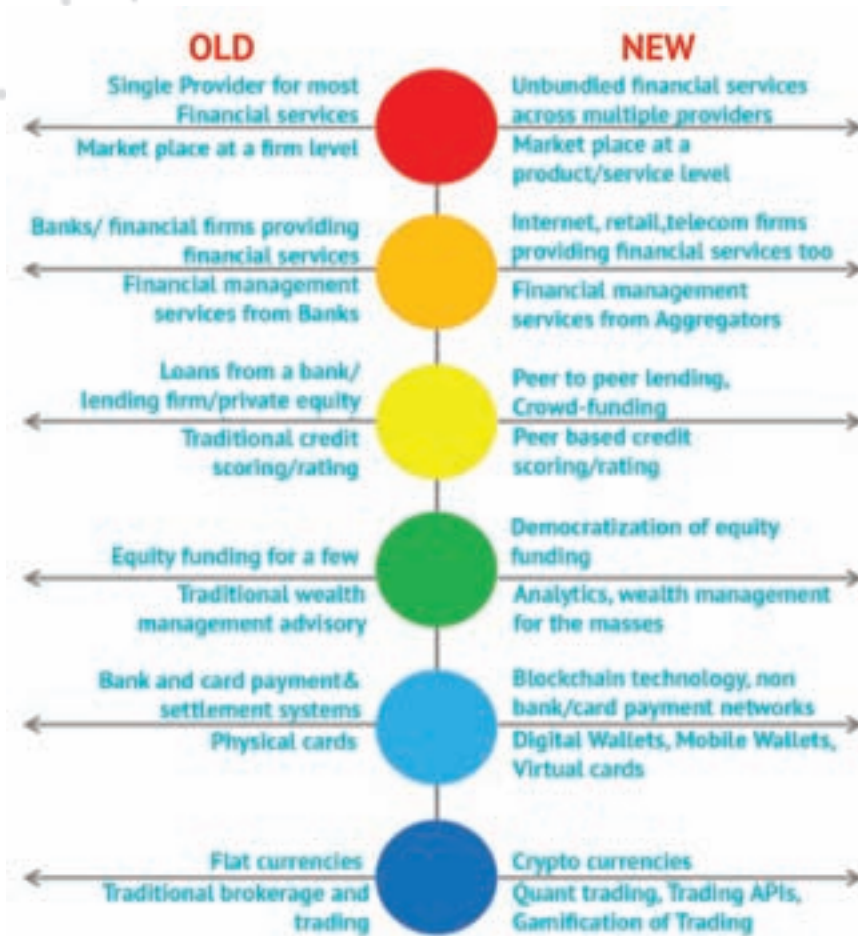 OLD
NEW
Single Provider for most
Financial services
Market place at a firm level
Unbundled financial services
across multiple providers
Market place at a
product/service level
Banks/ financial firms providing
financial services
Financial management
services from Banks
Internet, retail,telecom firms
providing financial services too
Financial management
services from Aggregators
Loans from a bank/
lending firm/private equity
Traditional credit
scoring/rating
Peer to peer lending,
Crowd-funding
Peer based credit
scoring/rating
Equity funding for a few
Traditional wealth
management advisory
Democratization of equity
funding
Analytics, wealth management
for the masses
Bank and card payment&
settlement systems
Physical cards
Blockchain technology, non
bank/card payment networks
Digital Wallets, Mobile Wallets,
Virtual cards
Flat currencies
Traditional brokerage and
trading
Crypto currencies
Quant trading, Trading APIs,
Gamification of Trading